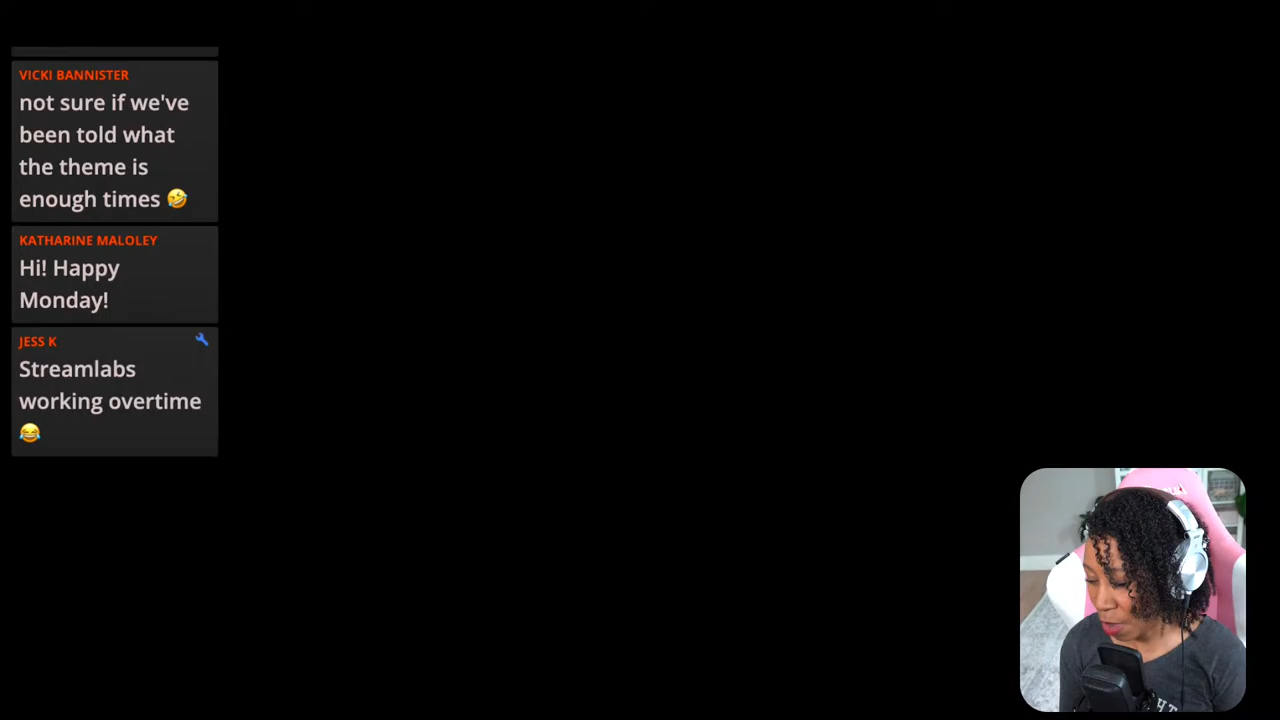 VICKI BANNISTER
not sure if we've
been told what
the theme is
enough times 🤣
KATHARINE MALOLEY
Hi! Happy
Monday!
JESS K
Streamlabs
working overtime
😂